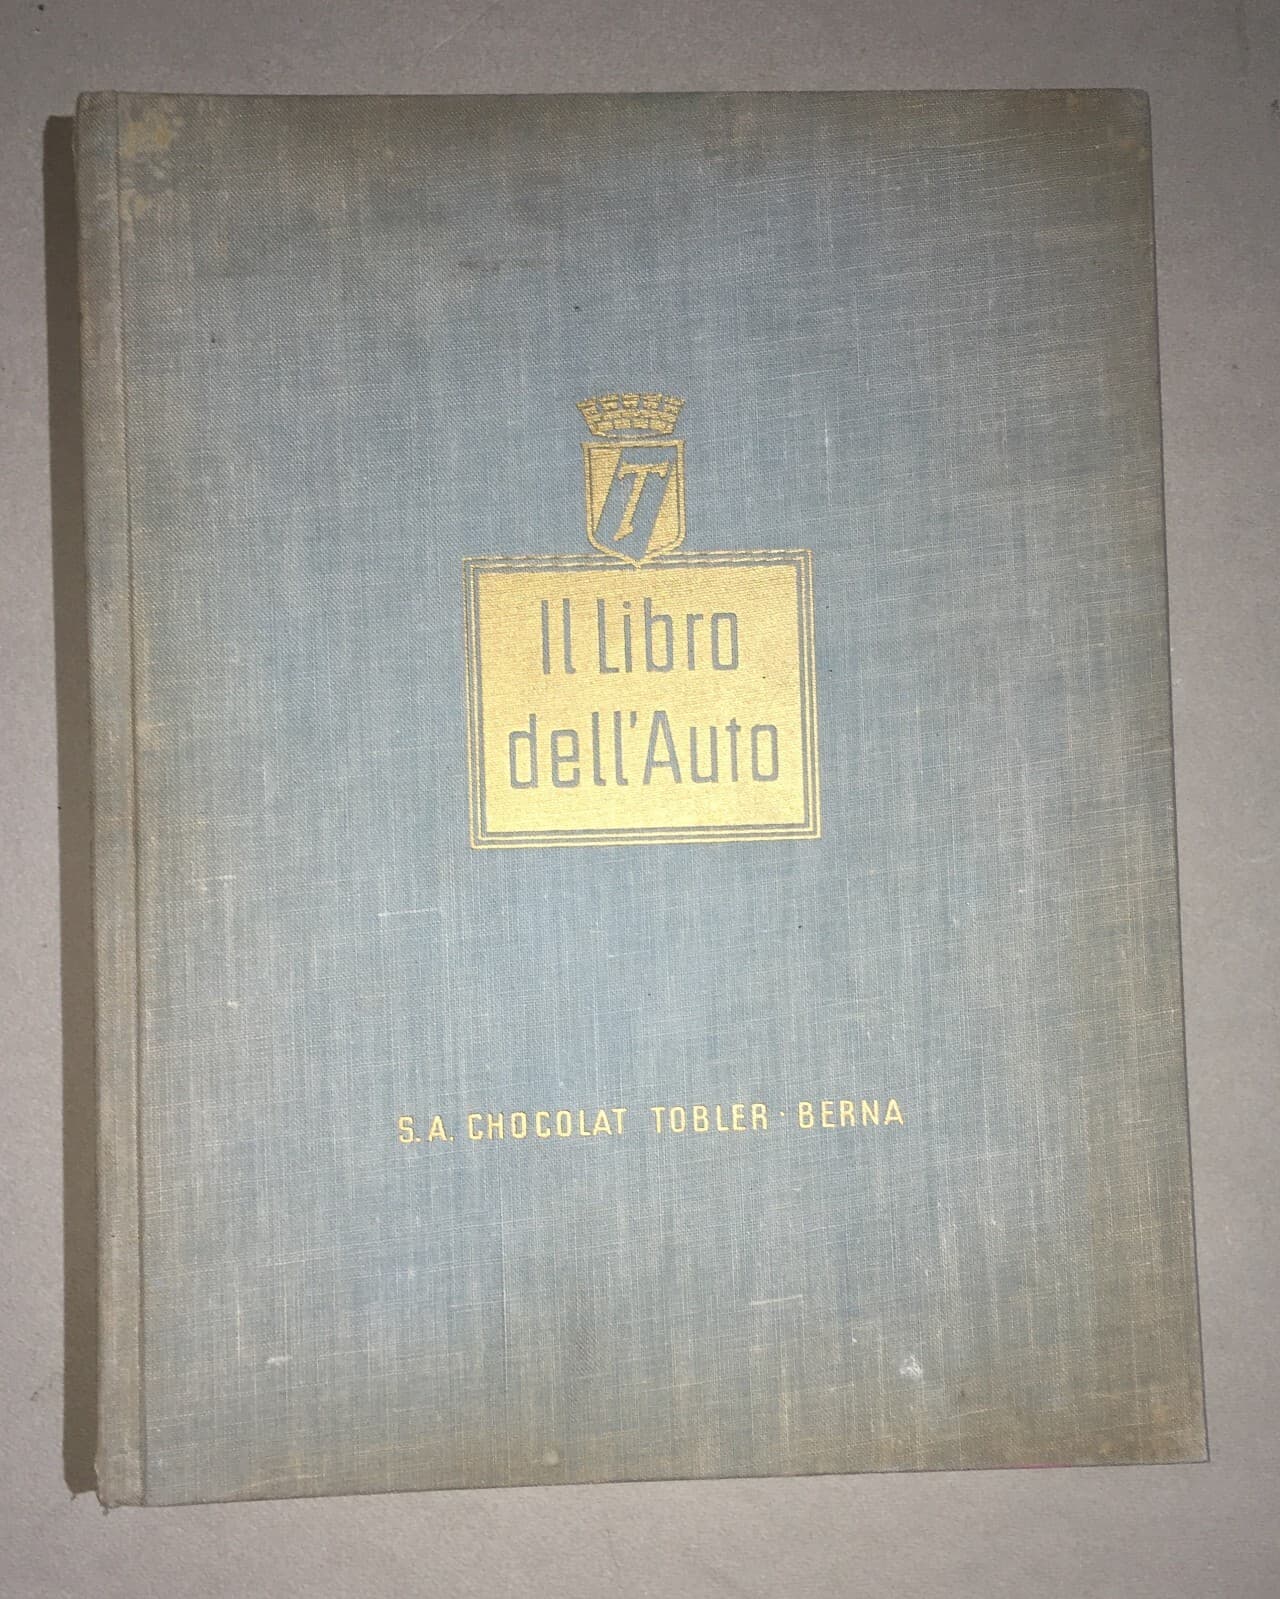 T
Il Libro
dell'Auto
S.A. CHOCOLAT TOBLER · BERNA